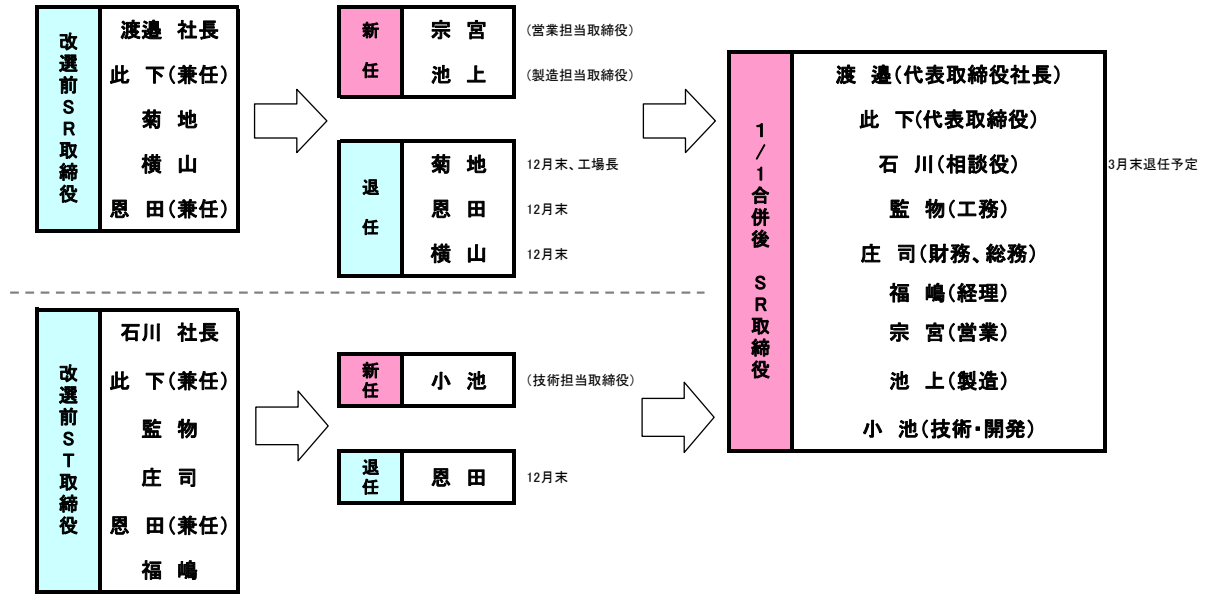 改選前SR取締役
渡邉 社長
此 下(兼任)
菊 地
横 山
恩 田(兼任)
新任
宗 宮 (営業担当取締役)
池 上 (製造担当取締役)
退任
菊 地 12月末、工場長
恩 田 12月末
横 山 12月末
改選前ST取締役
石川 社長
此 下(兼任)
監 物
庄 司
恩 田(兼任)
福 嶋
新任
小 池 (技術担当取締役)
退任
恩 田 12月末
1/1合併後 SR取締役
渡 邉(代表取締役社長)
此 下(代表取締役)
石 川(相談役) 3月末退任予定
監 物(工務)
庄 司(財務、総務)
福 嶋(経理)
宗 宮(営業)
池 上(製造)
小 池(技術・開発)